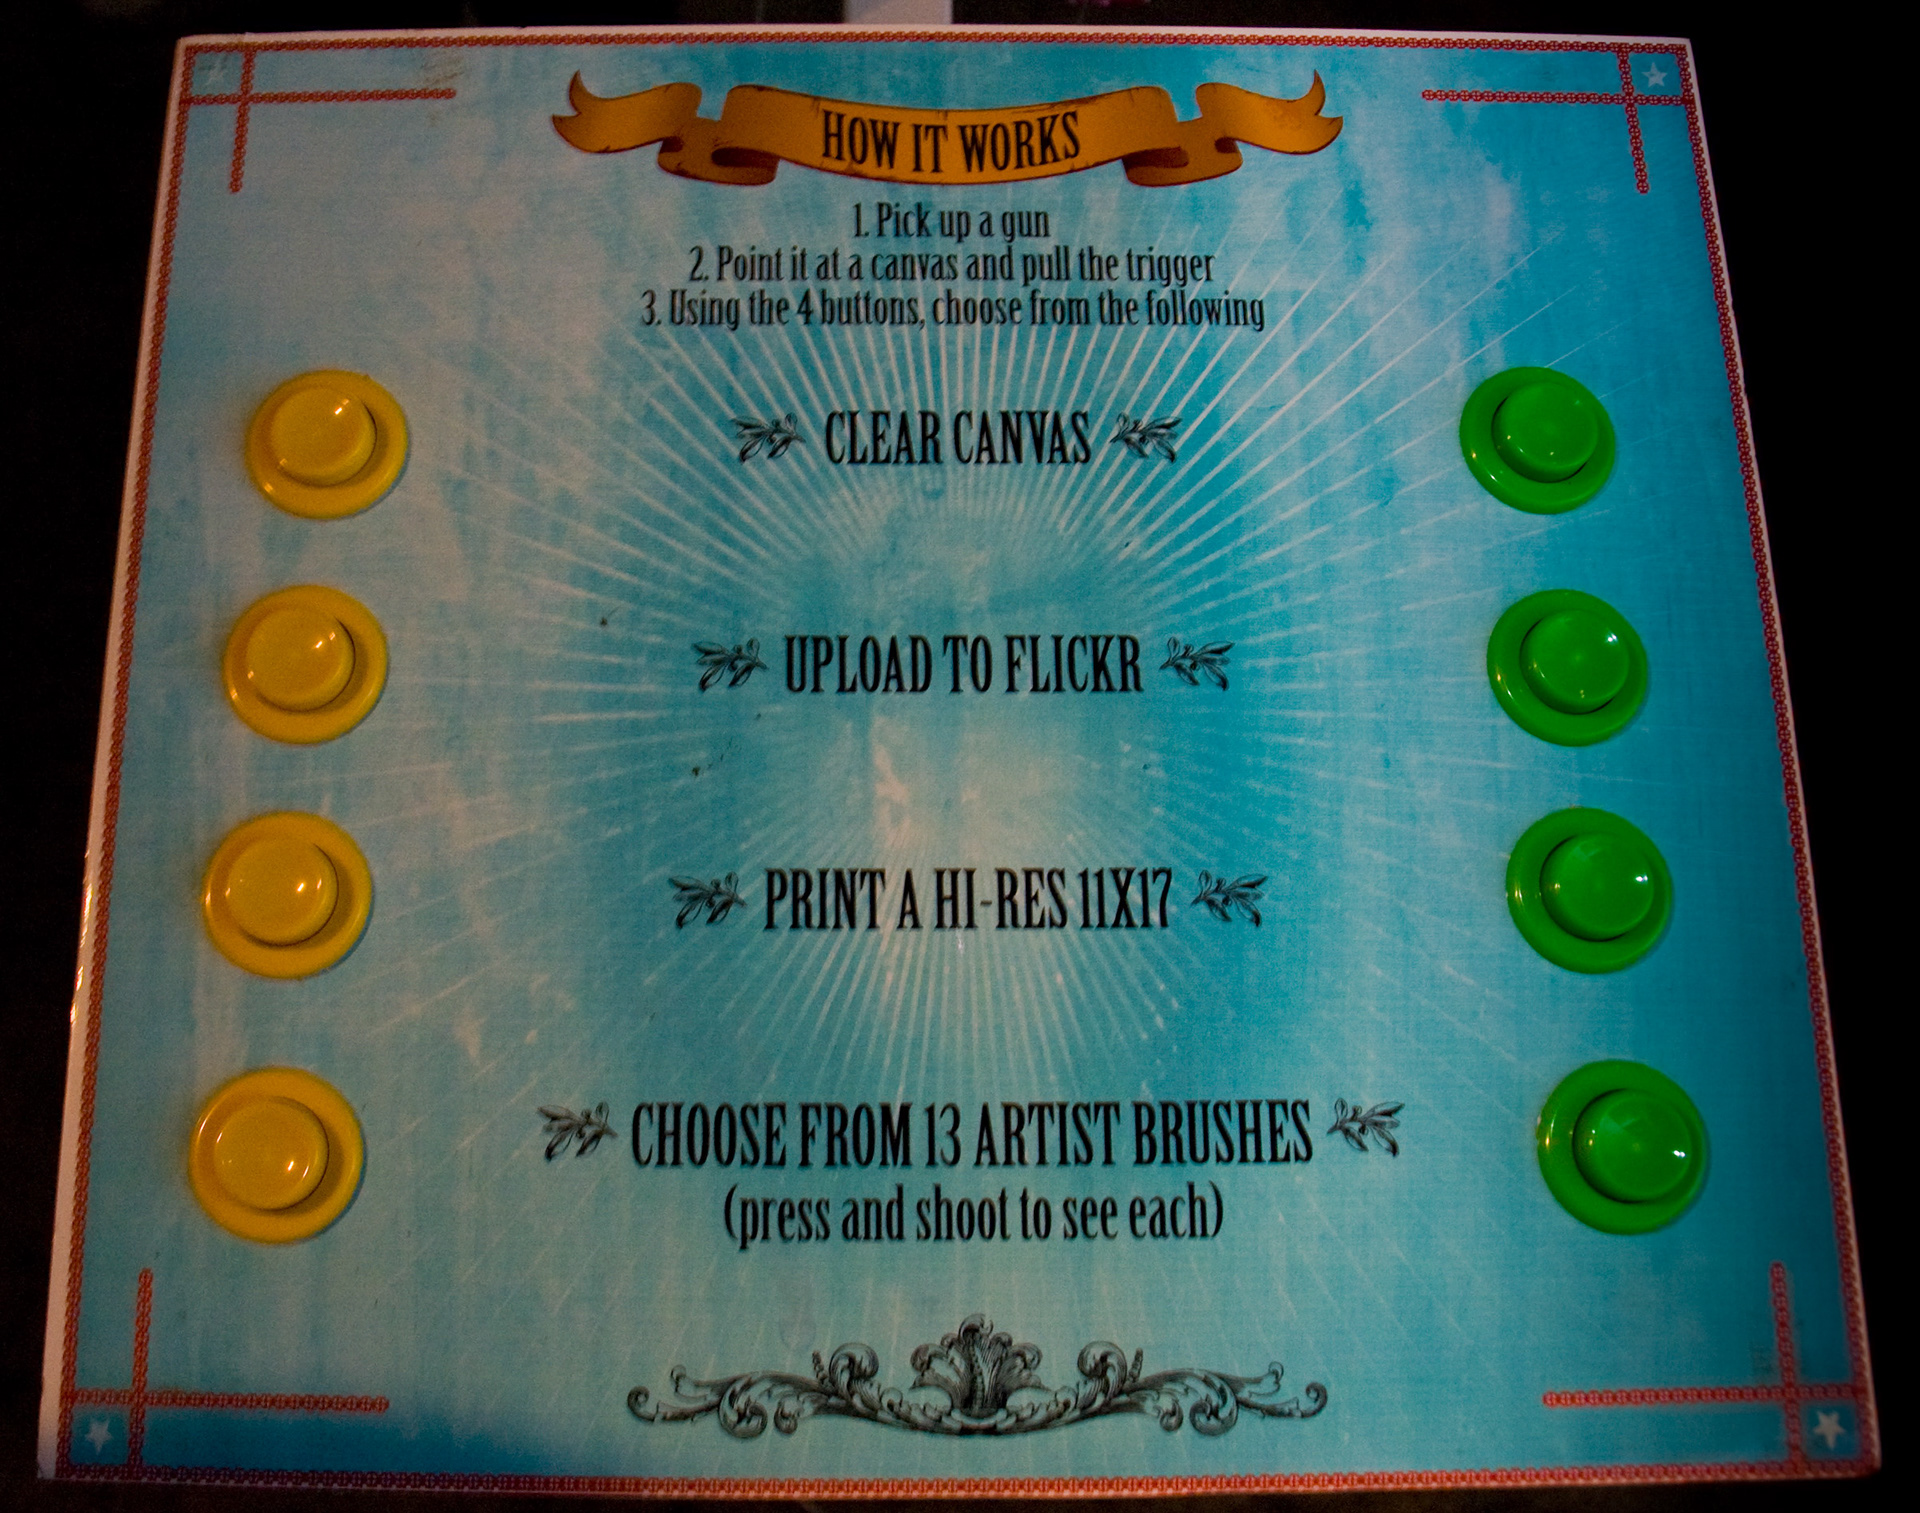 HOW IT WORKS
1. Pick up a gun
2. Point it at a canvas and pull the trigger
3. Using the 4 buttons, choose from the following
CLEAR CANVAS
UPLOAD TO FLICKR
PRINT A HI-RES 11X17
CHOOSE FROM 13 ARTIST BRUSHES
(press and shoot to see each)